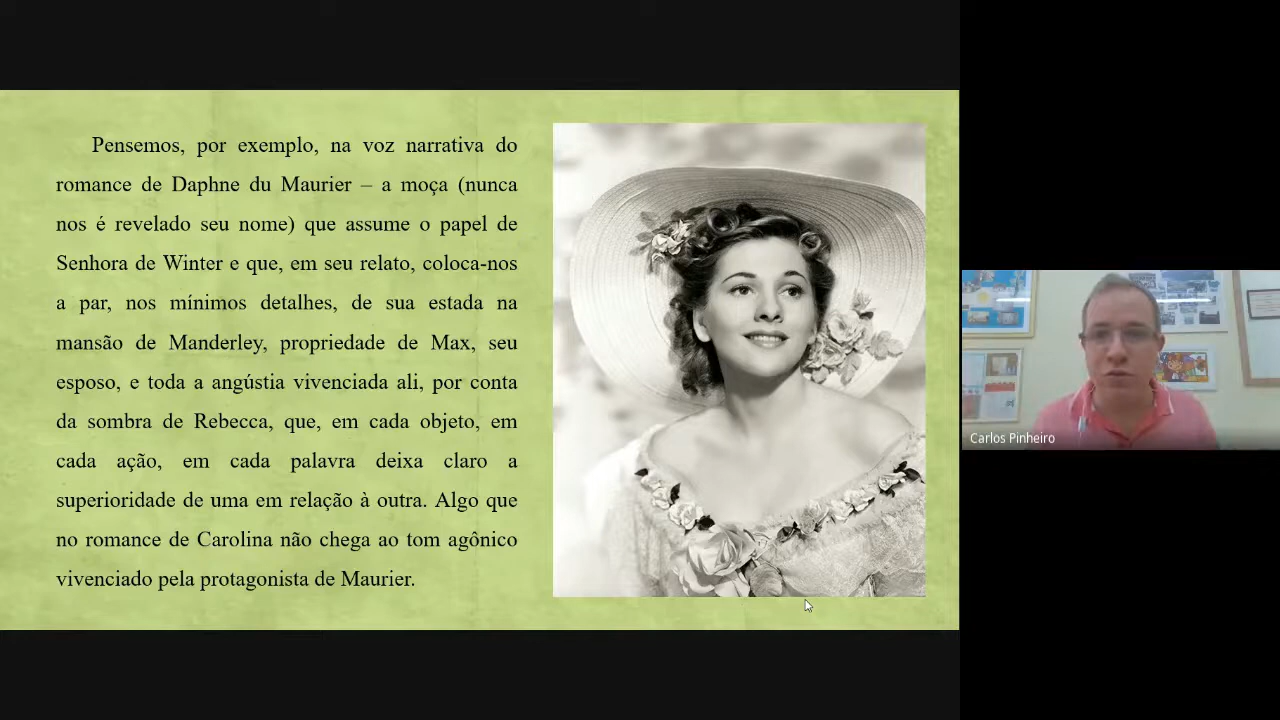 Pensemos, por exemplo, na voz narrativa do
romance de Daphne du Maurier – a moça (nunca
nos é revelado seu nome) que assume o papel de
Senhora de Winter e que, em seu relato, coloca-nos
a par, nos mínimos detalhes, de sua estada na
mansão de Manderley, propriedade de Max, seu
esposo, e toda a angústia vivenciada ali, por conta
da sombra de Rebecca, que, em cada objeto, em
cada ação, em cada palavra deixa claro a
superioridade de uma em relação à outra. Algo que
no romance de Carolina não chega ao tom agônico
vivenciado pela protagonista de Maurier.
Carlos Pinheiro